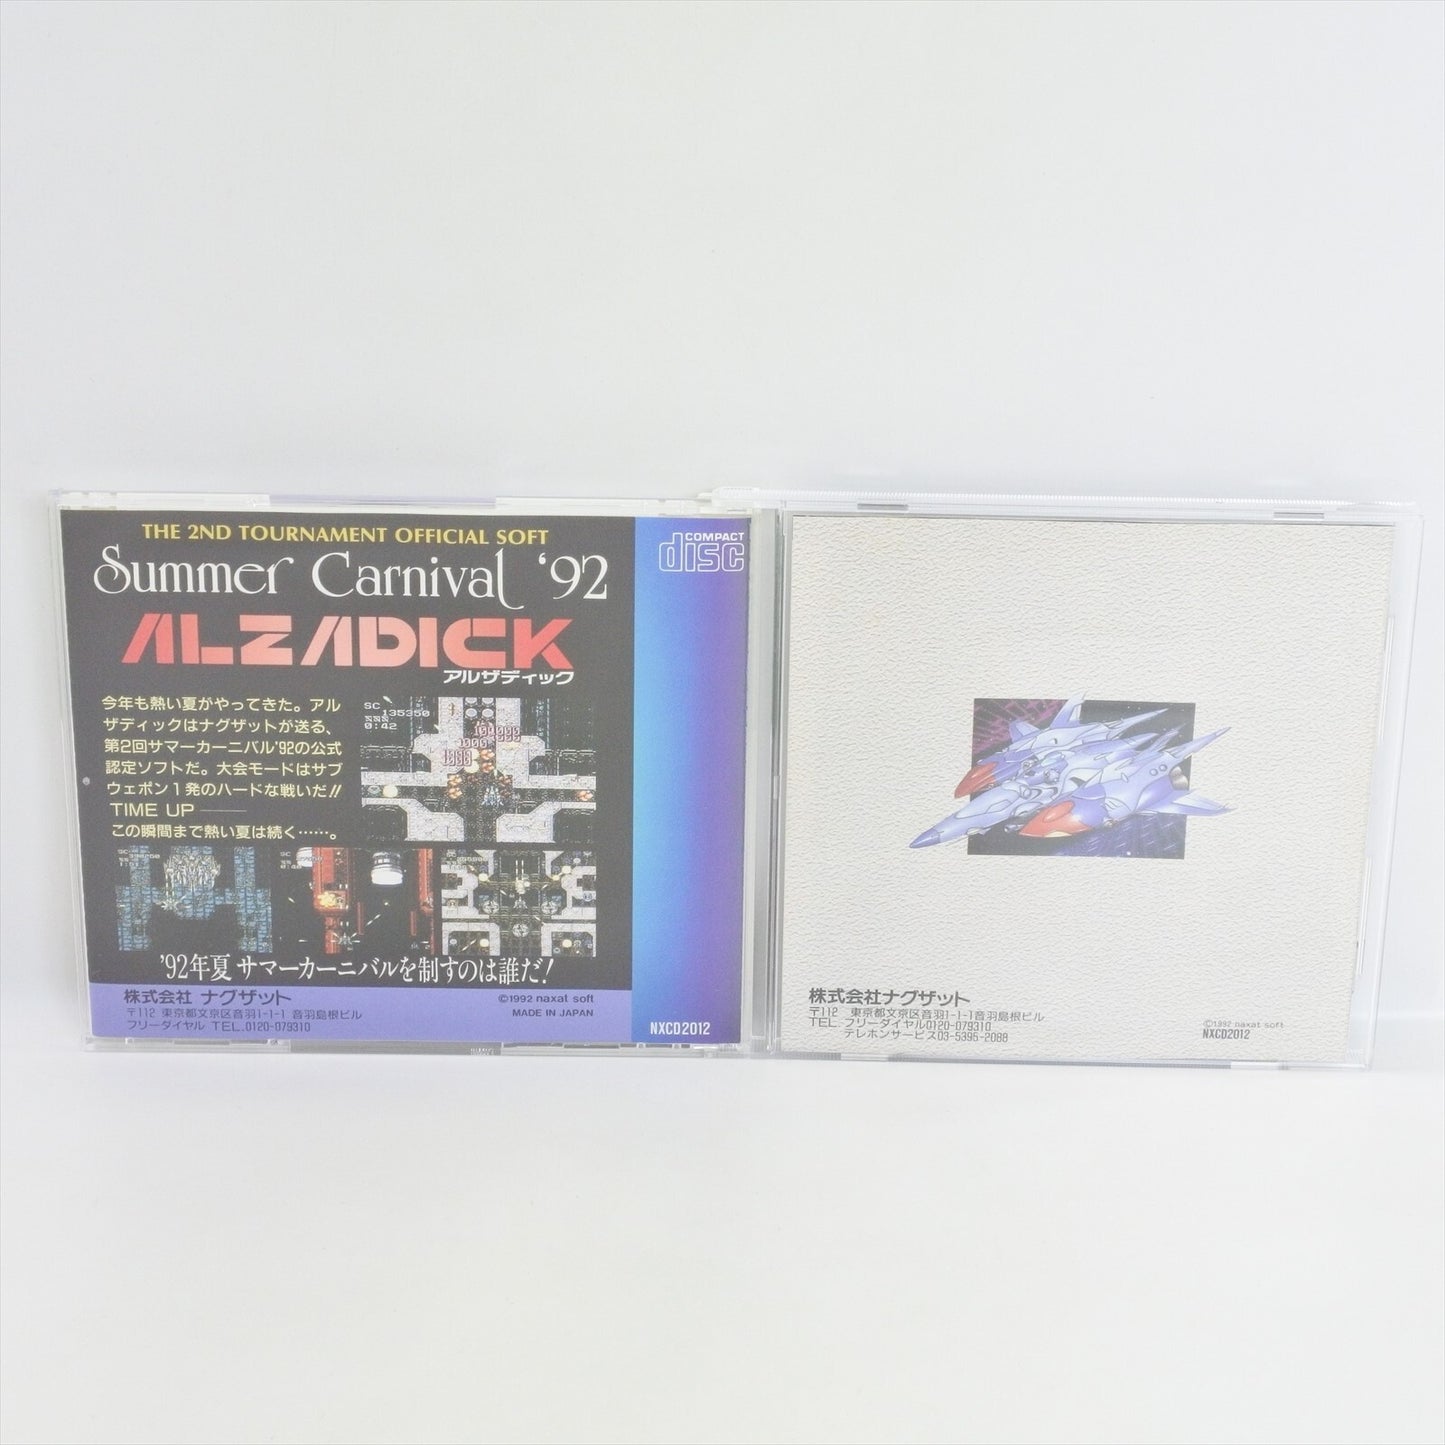 THE 2ND TOURNAMENT OFFICIAL SOFT
Summer Carnival '92
ALZADICK
アルザディック
COMPACT
disc
今年も熱い夏がやってきた。アル
ザディックはナグザットが送る、
第2回サマーカーニバル'92の公式
認定ソフトだ。大会モードはサブ
ウェポン1発のハードな戦いだ!!
TIME UP──
この瞬間まで熱い夏は続く……。
SC 135350
0:42
1000
'92年夏 サマーカーニバルを制すのは誰だ!
株式会社 ナグザット
〒112 東京都文京区音羽1-1-1 音羽島根ビル
フリーダイヤル TEL.0120-079310
©1992 naxat soft
MADE IN JAPAN
NXCD2012
株式会社ナグザット
〒112 東京都文京区音羽1-1-1音羽島根ビル
TEL. フリーダイヤル0120-079310
テレホンサービス03-5395-2088
©1992 naxat soft
NXCD2012